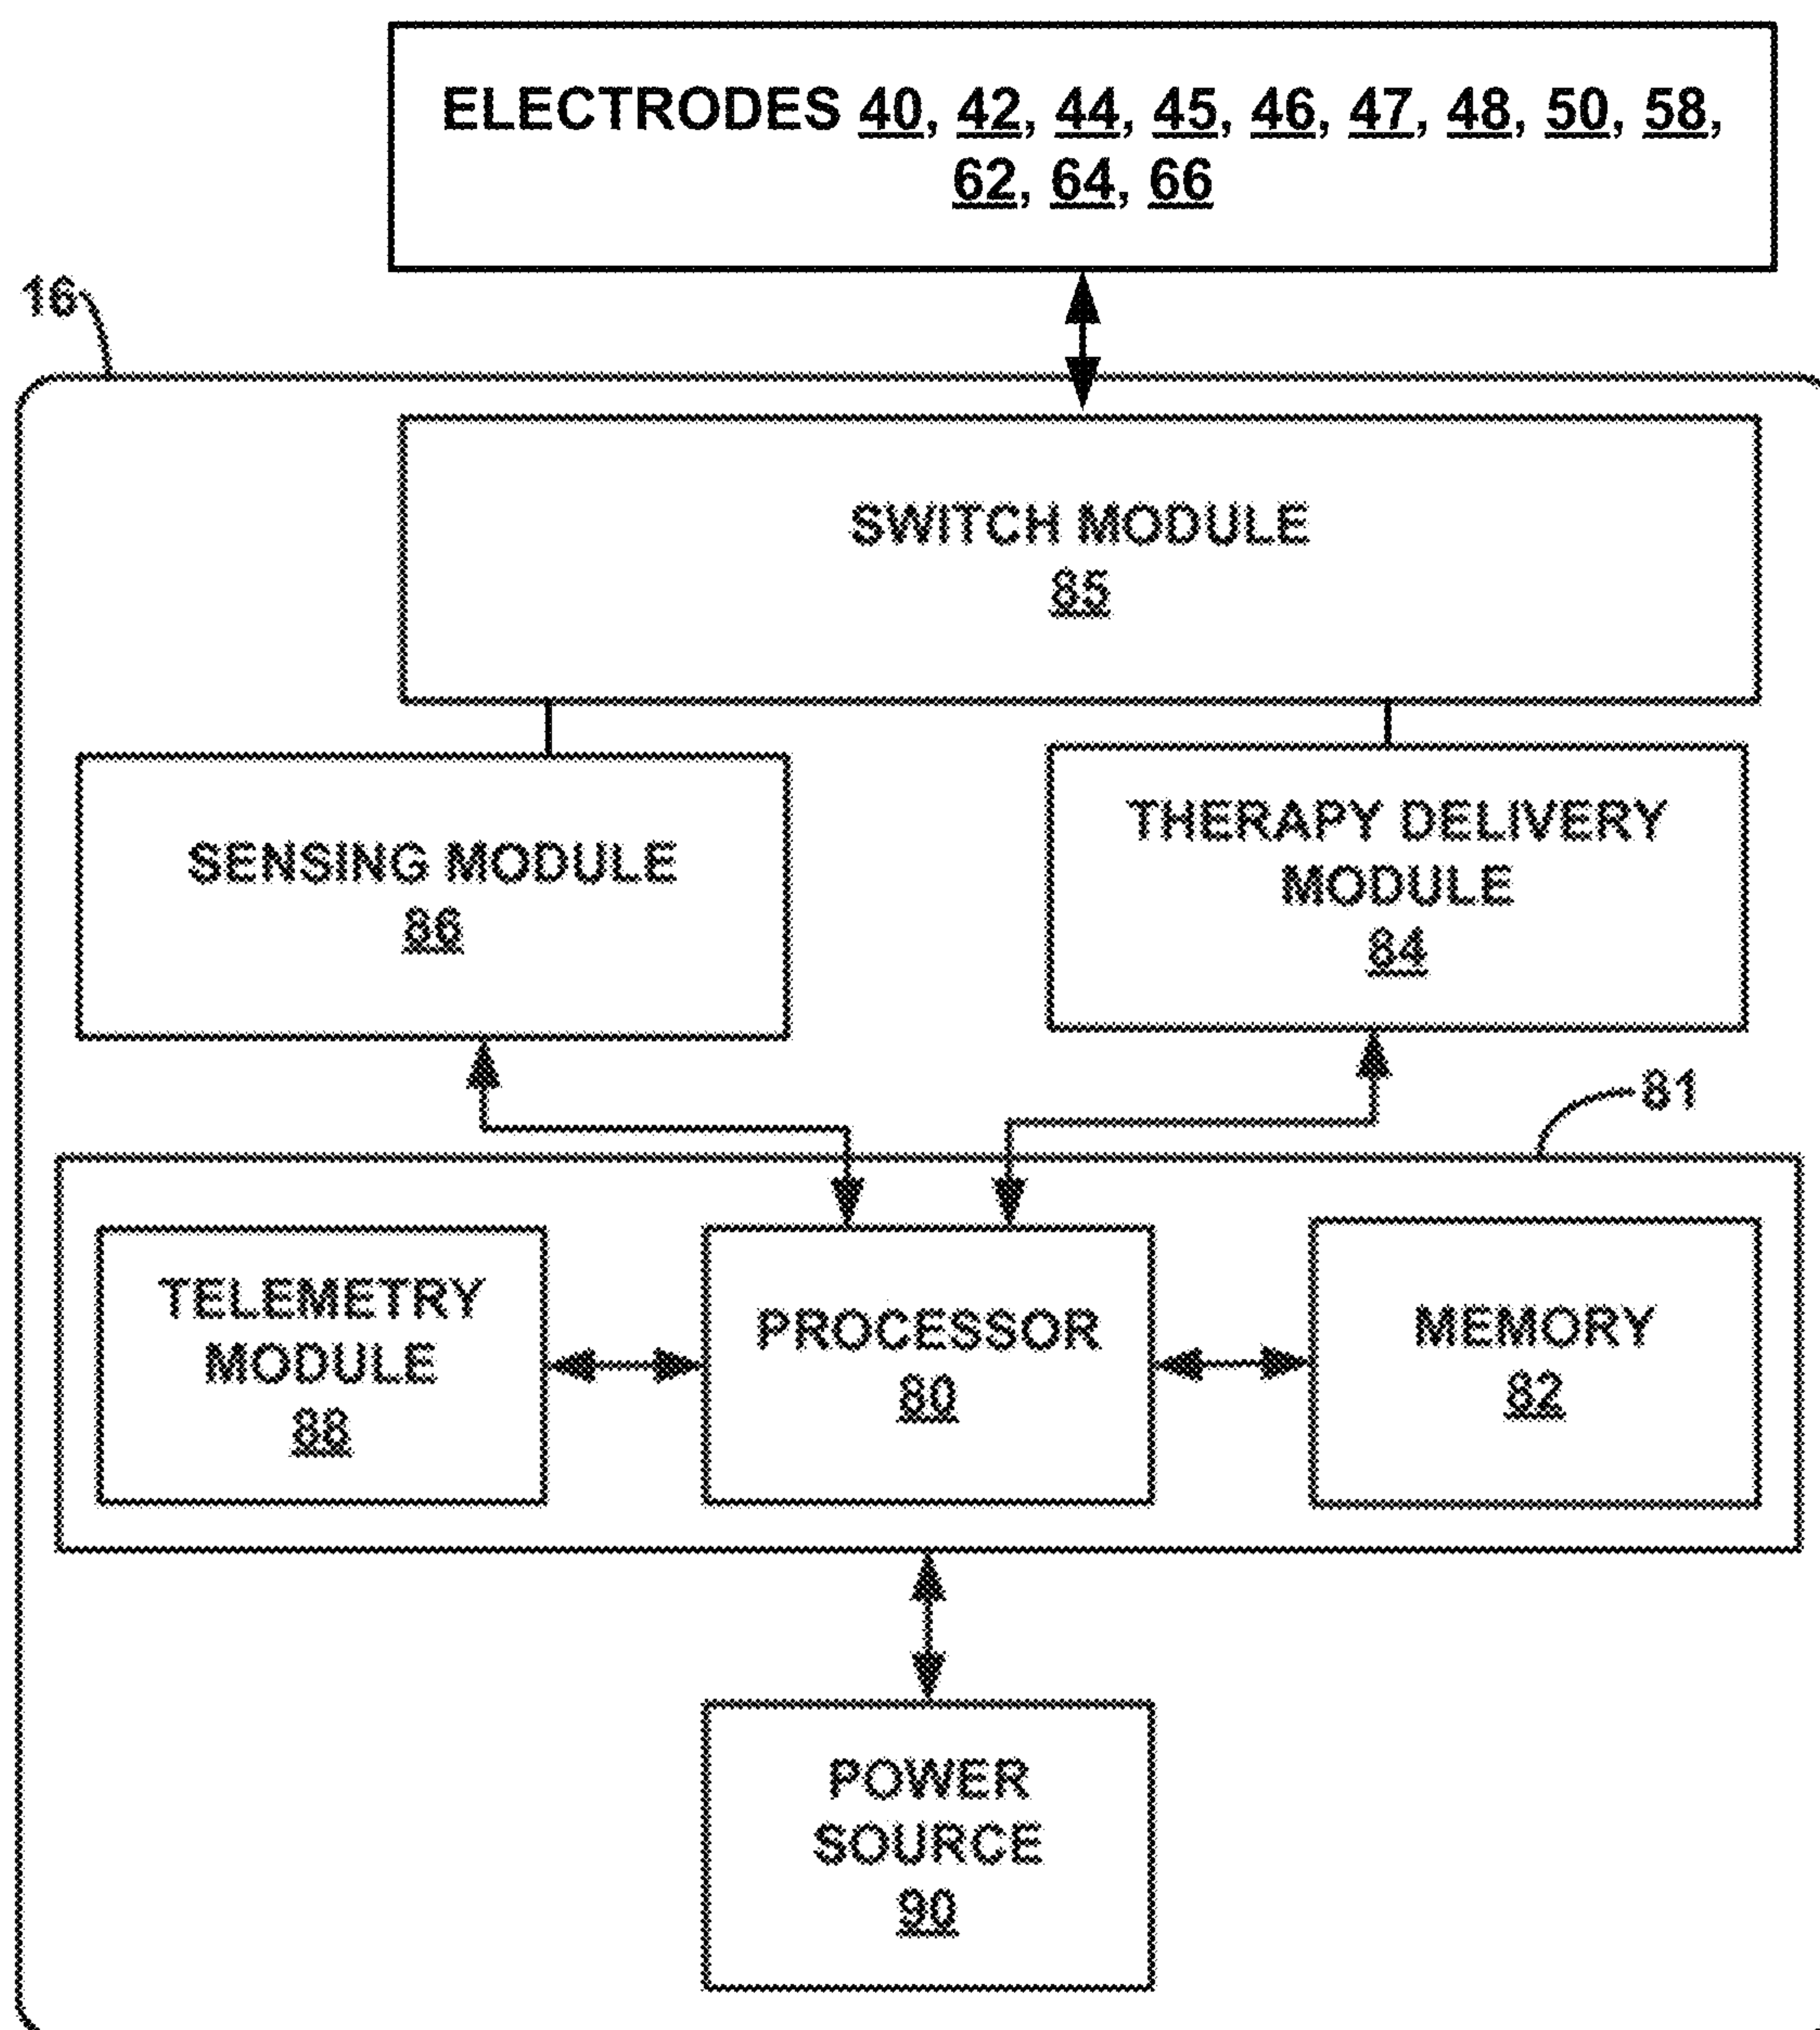 ELECTRODES 40, 42, 44, 45, 46, 47, 48, 50, 58,
62, 64, 66
16
SWITCH MODULE
85
SENSING MODULE
86
THERAPY DELIVERY
MODULE
84
81
TELEMETRY
MODULE
88
PROCESSOR
80
MEMORY
82
POWER
SOURCE
90